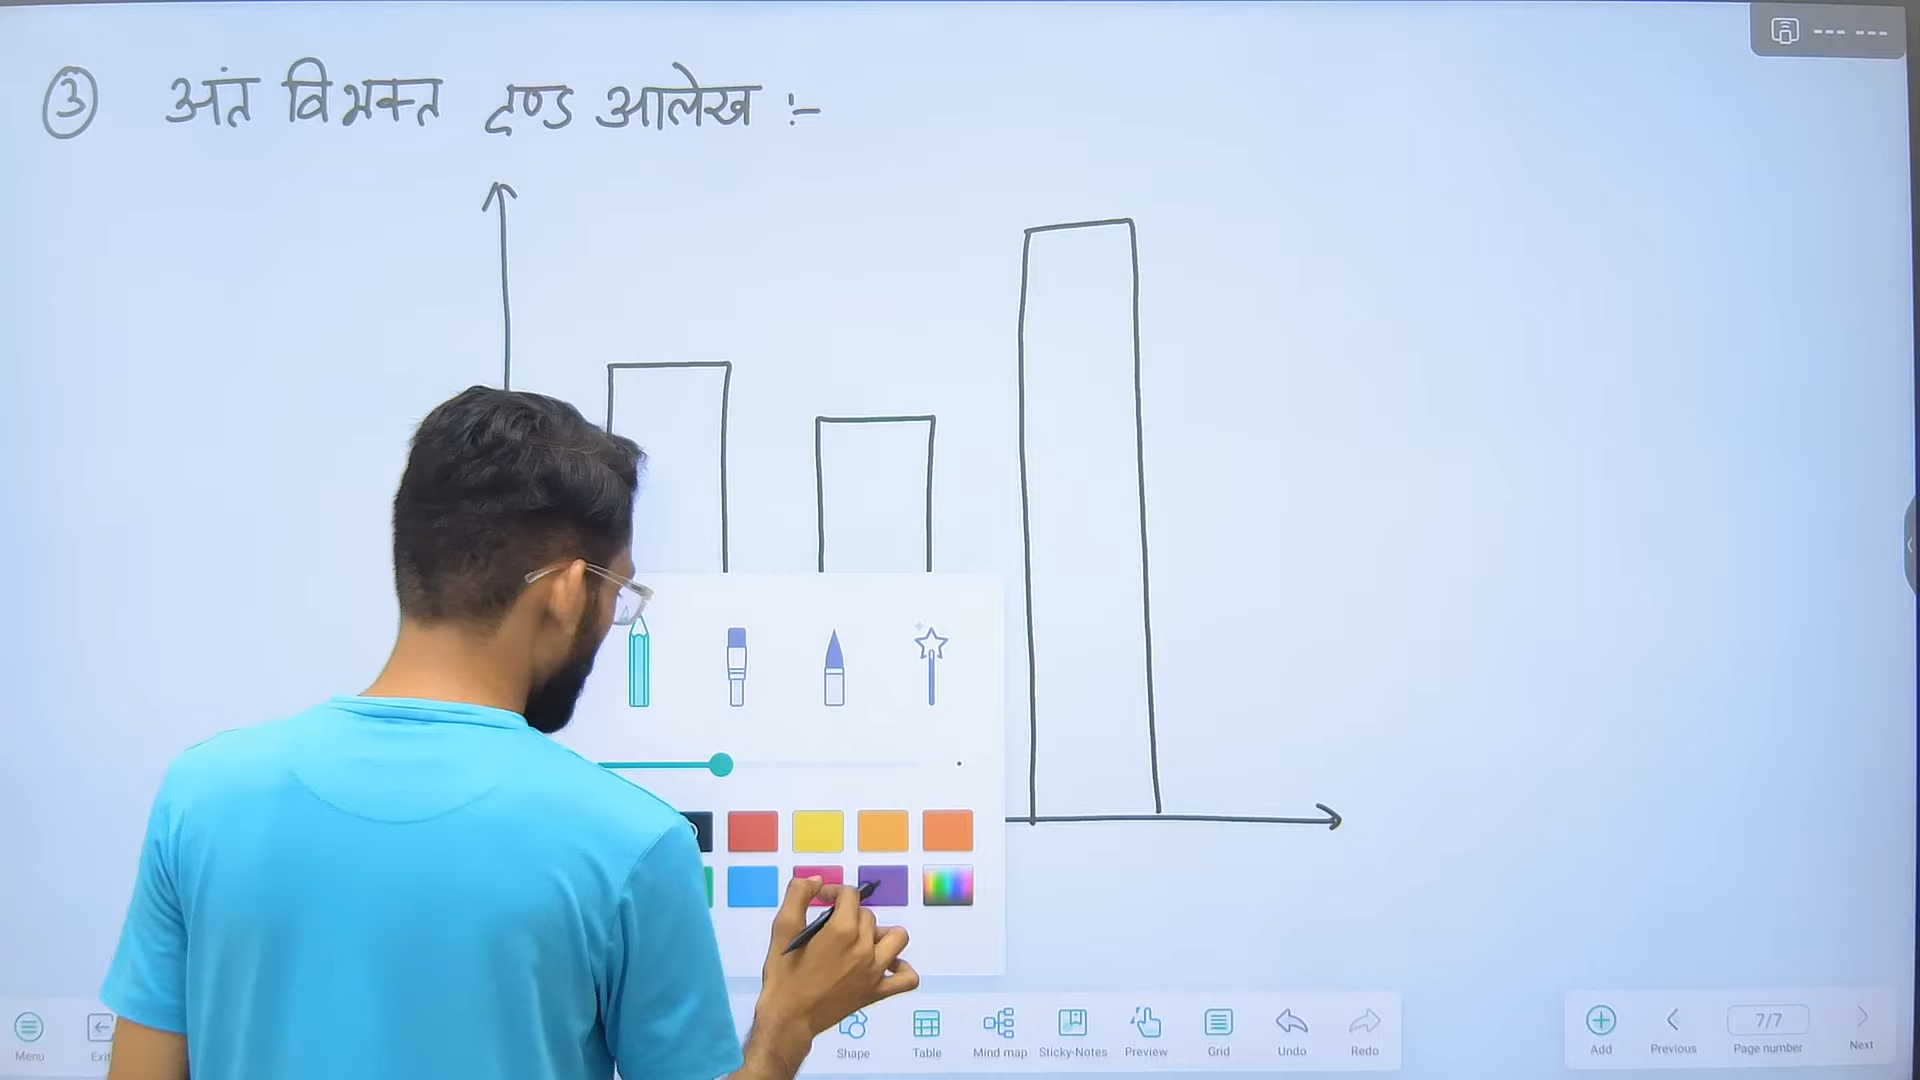 ③ अंत विभक्त दण्ड आलेख :-
Menu Exit Shape Table Mind map Sticky-Notes Preview Grid Undo Redo Add Previous 7/7 Page number Next